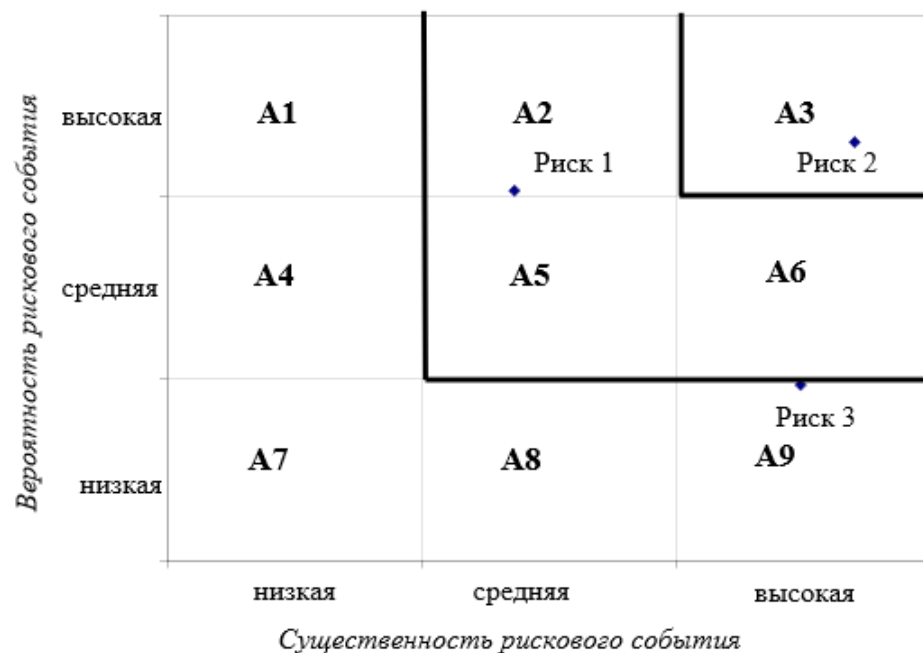 Вероятность рискового события
высокая
A1
A2
A3
Риск 1
Риск 2
средняя
A4
A5
A6
низкая
A7
A8
A9
Риск 3
низкая
средняя
высокая
Существенность рискового события